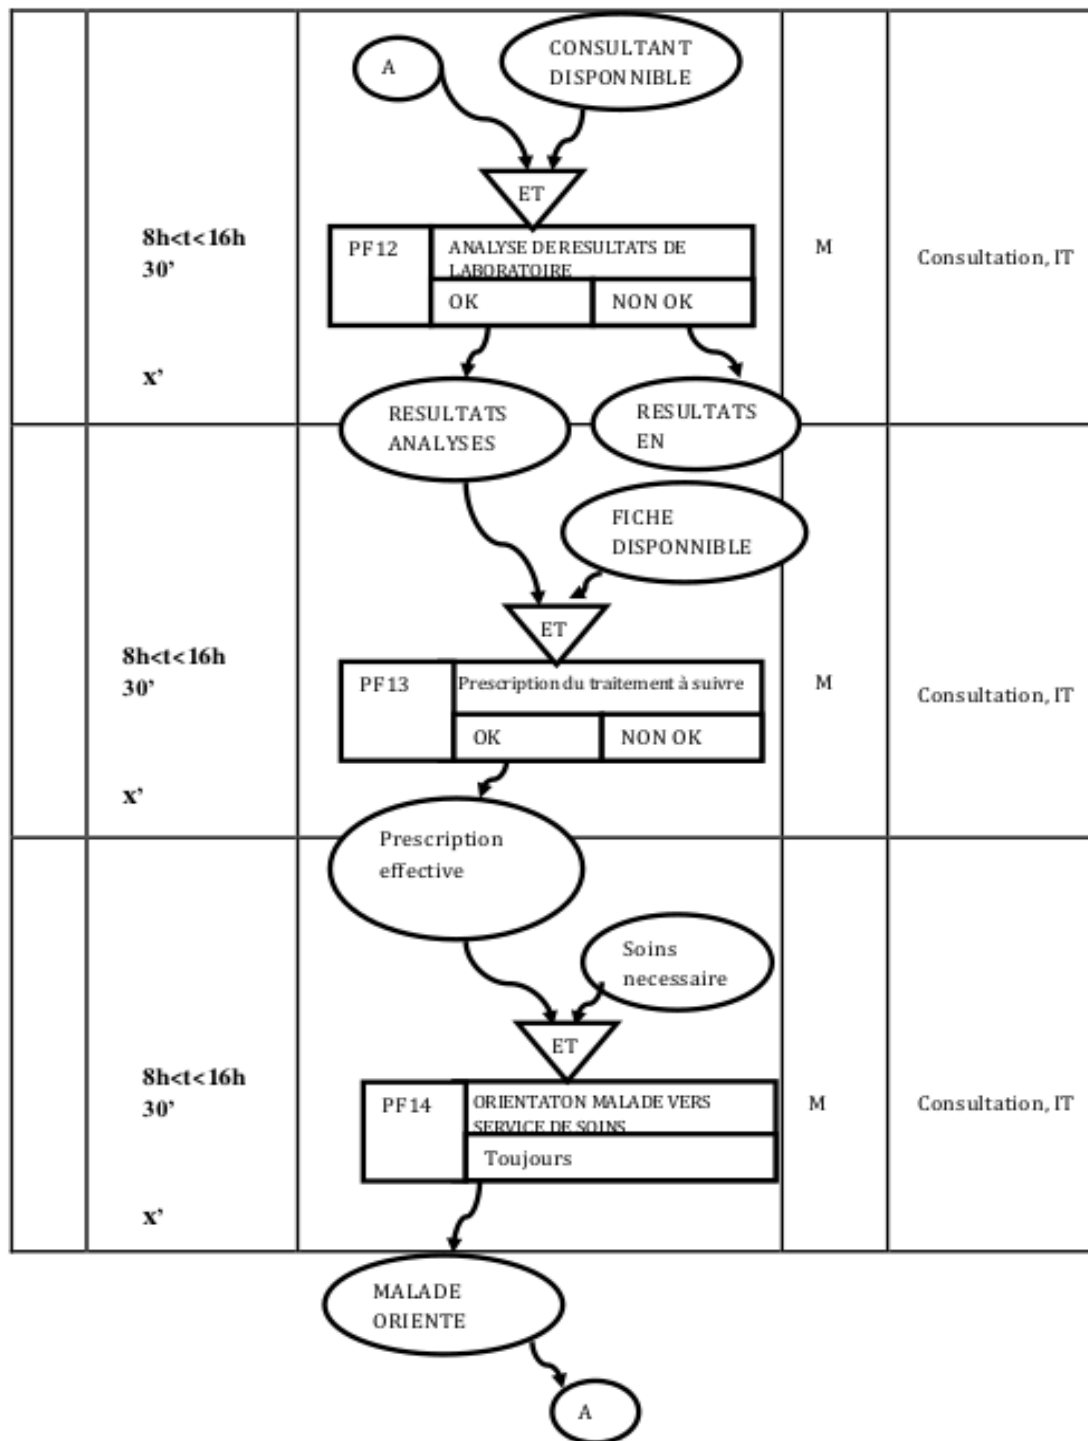 A
CONSULTANT
DISPONNIBLE
ET
8h<t<16h
30’
x’
PF12
ANALYSE DE RESULTATS DE
LABORATOIRE
OK
NON OK
M
Consultation, IT
RESULTATS
ANALYSES
RESULTATS
EN
FICHE
DISPONNIBLE
ET
8h<t<16h
30’
x’
PF13
Prescription du traitement à suivre
OK
NON OK
M
Consultation, IT
Prescription
effective
Soins
necessaire
ET
8h<t<16h
30’
x’
PF14
ORIENTATON MALADE VERS
SERVICE DE SOINS
Toujours
M
Consultation, IT
MALADE
ORIENTE
A